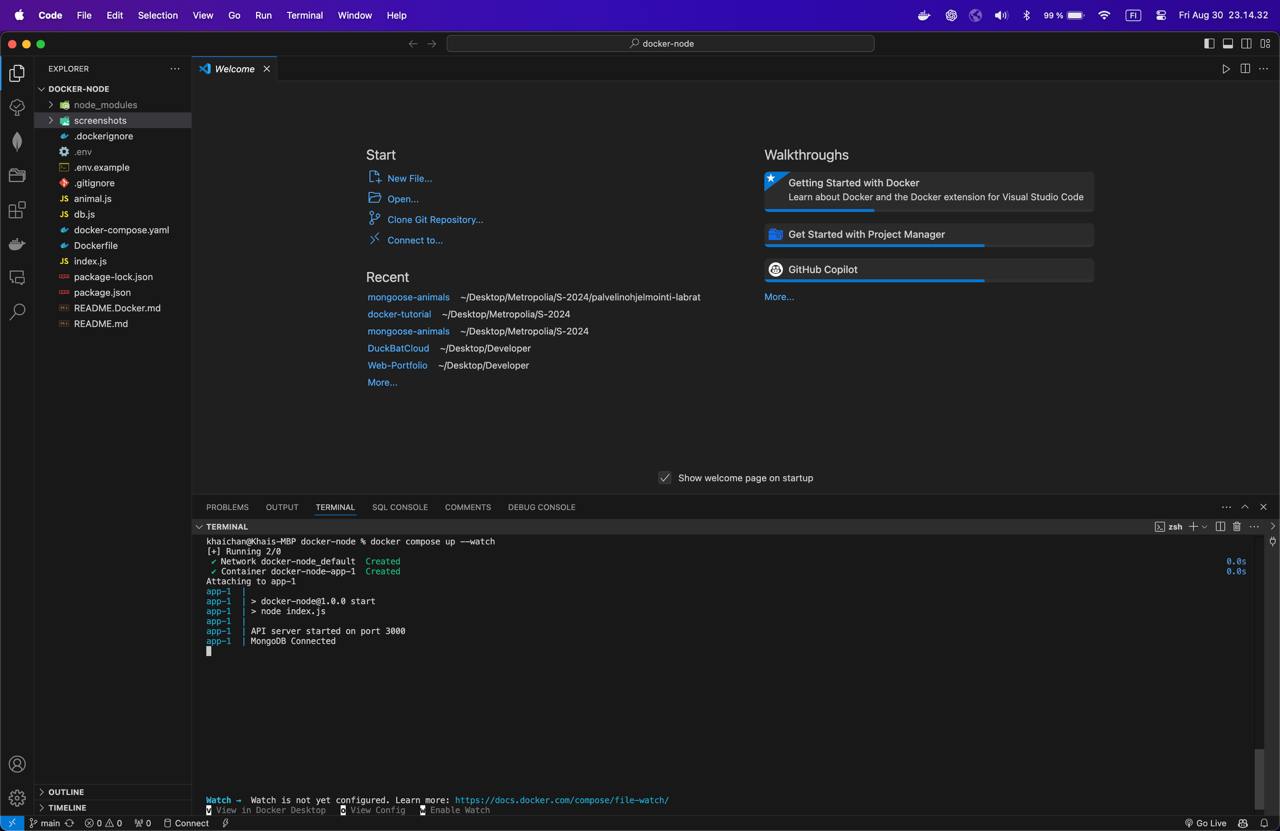 Code File Edit Selection View Go Run Terminal Window Help 99 % FI Fri Aug 30 23.14.32
docker-node
EXPLORER
Welcome
DOCKER-NODE
node_modules
screenshots
.dockerignore
.env
.env.example
.gitignore
JS animal.js
JS db.js
docker-compose.yaml
Dockerfile
JS index.js
package-lock.json
package.json
README.Docker.md
README.md
OUTLINE
TIMELINE
Start
New File...
Open...
Clone Git Repository...
Connect to...
Recent
mongoose-animals ~/Desktop/Metropolia/S-2024/palvelinohjelmointi-labrat
docker-tutorial ~/Desktop/Metropolia/S-2024
mongoose-animals ~/Desktop/Metropolia/S-2024
DuckBatCloud ~/Desktop/Developer
Web-Portfolio ~/Desktop/Developer
More...
Walkthroughs
Getting Started with Docker
Learn about Docker and the Docker extension for Visual Studio Code
Get Started with Project Manager
GitHub Copilot
More...
Show welcome page on startup
PROBLEMS OUTPUT TERMINAL SQL CONSOLE COMMENTS DEBUG CONSOLE
TERMINAL zsh
khaichan@Khais-MBP docker-node % docker compose up --watch
[+] Running 2/0
✔ Network docker-node_default Created 0.0s
✔ Container docker-node-app-1 Created 0.0s
Attaching to app-1
app-1 |
app-1 | > docker-node@1.0.0 start
app-1 | > node index.js
app-1 |
app-1 | API server started on port 3000
app-1 | MongoDB Connected
Watch → Watch is not yet configured. Learn more: https://docs.docker.com/compose/file-watch/
v View in Docker Desktop o View Config w Enable Watch
main 0 0 0 Connect Go Live